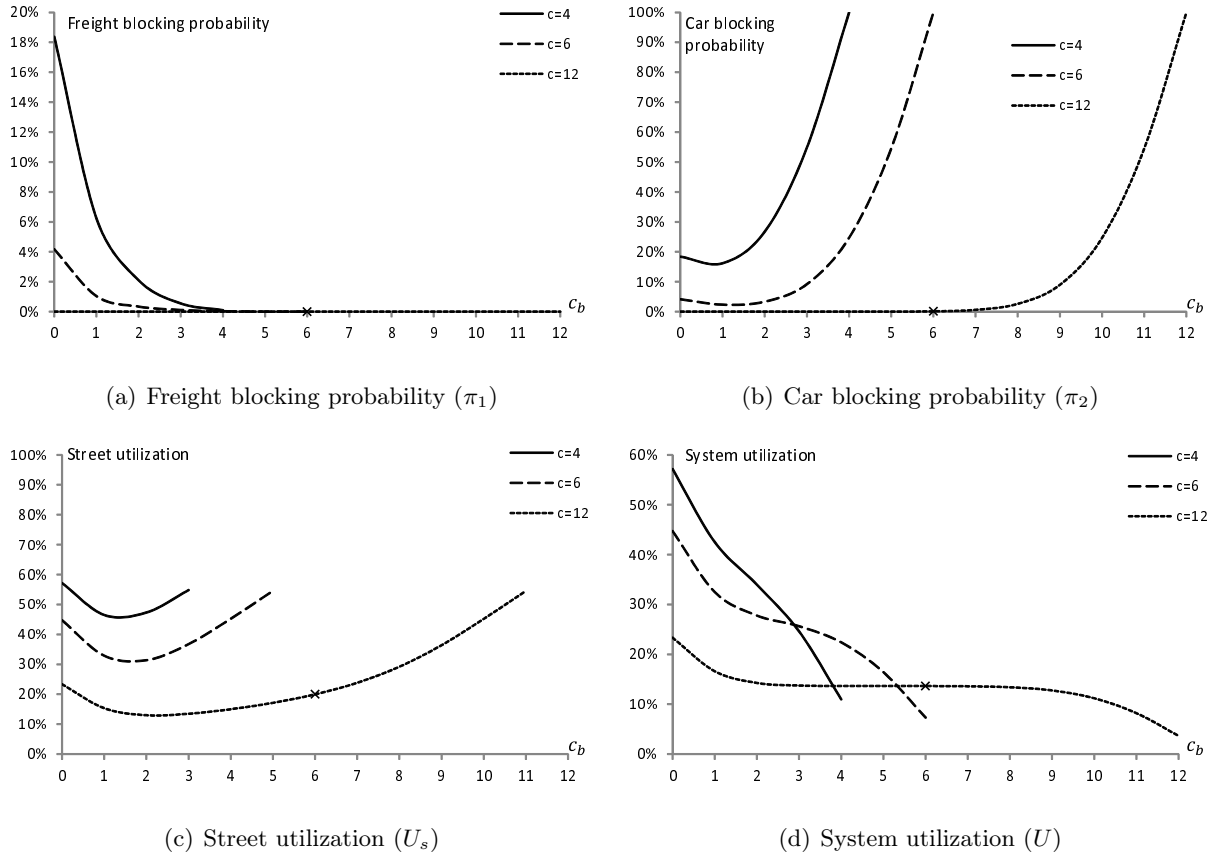 Freight blocking probability
20%
18%
16%
14%
12%
10%
8%
6%
4%
2%
0%
c=4
c=6
c=12
c_b
0 1 2 3 4 5 6 7 8 9 10 11 12
(a) Freight blocking probability (π₁)
Car blocking
probability
100%
90%
80%
70%
60%
50%
40%
30%
20%
10%
0%
c=4
c=6
c=12
c_b
0 1 2 3 4 5 6 7 8 9 10 11 12
(b) Car blocking probability (π₂)
Street utilization
100%
90%
80%
70%
60%
50%
40%
30%
20%
10%
0%
c=4
c=6
c=12
c_b
0 1 2 3 4 5 6 7 8 9 10 11 12
(c) Street utilization (U_s)
System utilization
60%
50%
40%
30%
20%
10%
0%
c=4
c=6
c=12
c_b
0 1 2 3 4 5 6 7 8 9 10 11 12
(d) System utilization (U)